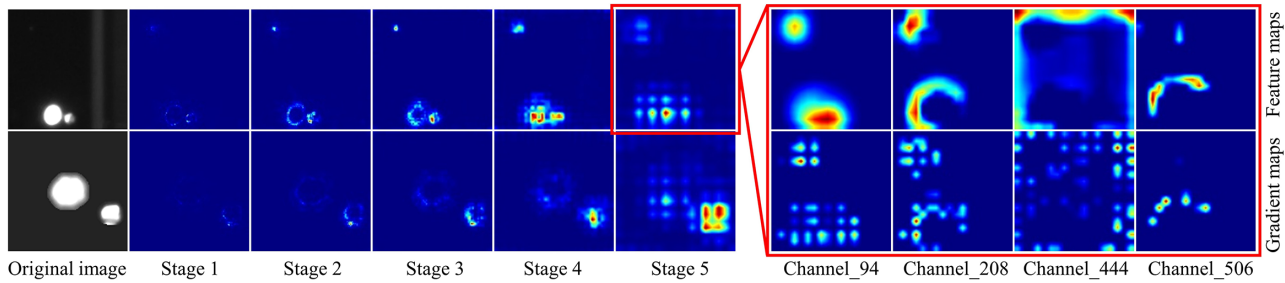 Feature maps
Gradient maps
Original image
Stage 1
Stage 2
Stage 3
Stage 4
Stage 5
Channel_94
Channel_208
Channel_444
Channel_506